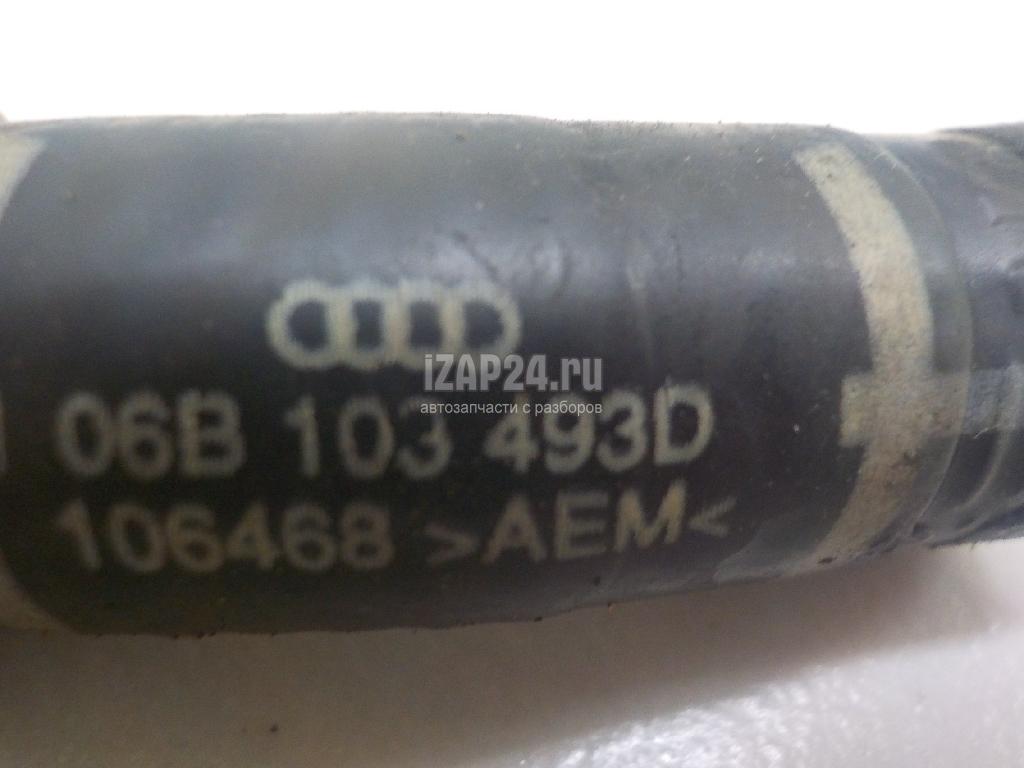 iZAP24.ru
автозапчасти с разборов
06B 103 493D
106468 >AEM<